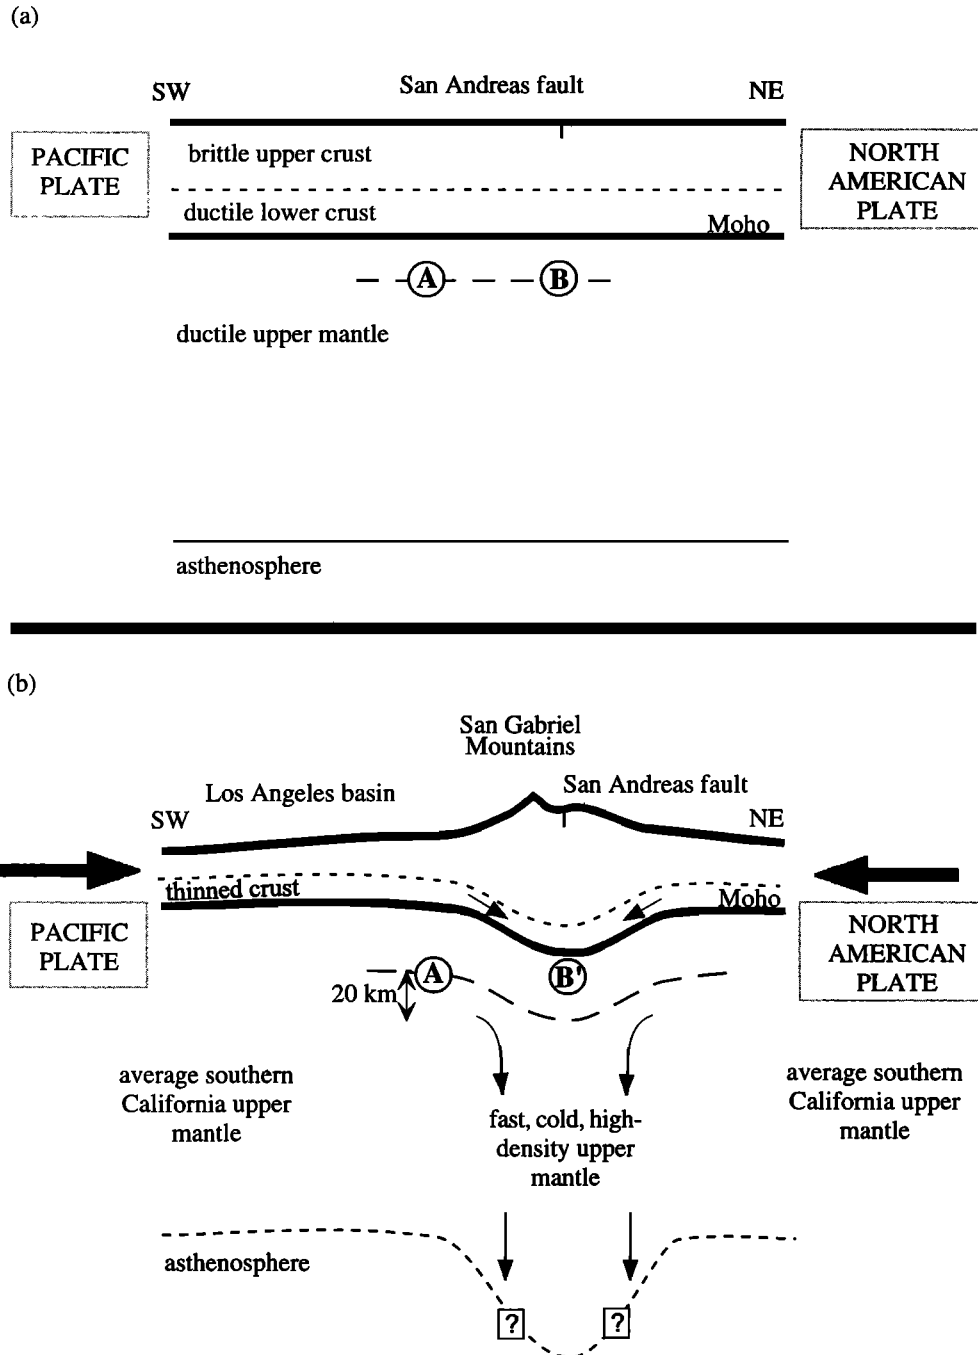 (a)
San Andreas fault
SW
NE
PACIFIC
PLATE
brittle upper crust
NORTH
AMERICAN
PLATE
ductile lower crust
Moho
A
B
ductile upper mantle
asthenosphere
(b)
San Gabriel
Mountains
Los Angeles basin
San Andreas fault
SW
NE
thinned crust
Moho
PACIFIC
PLATE
NORTH
AMERICAN
PLATE
A
B'
20 km
average southern
California upper
mantle
average southern
California upper
mantle
fast, cold, high-
density upper
mantle
asthenosphere
?
?